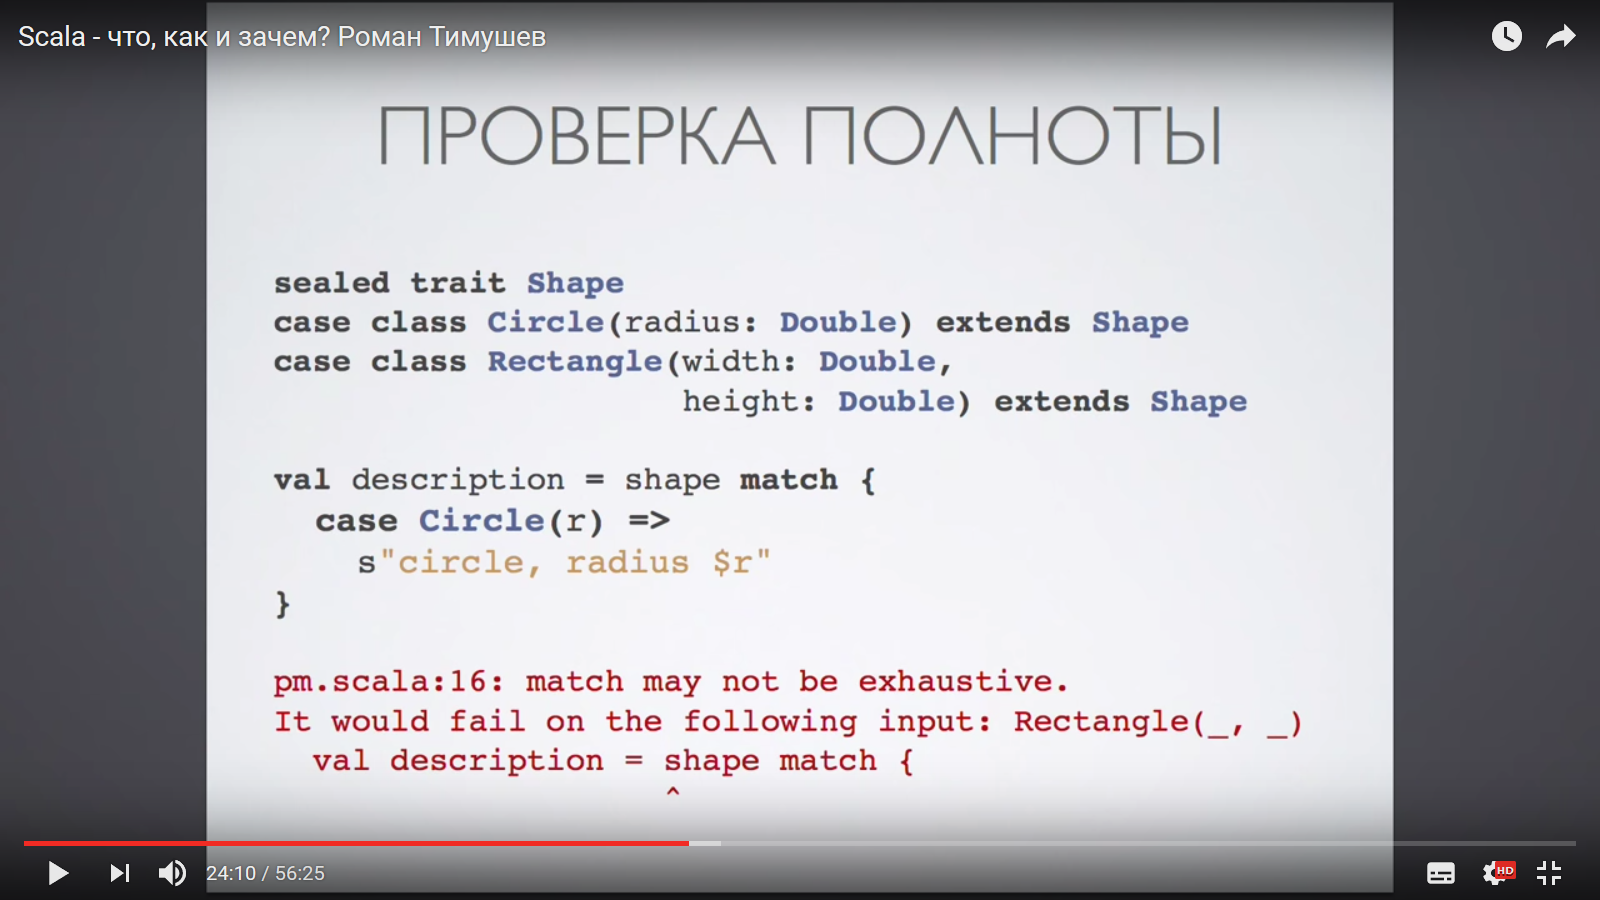 Scala - что, как и зачем? Роман Тимушев
ПРОВЕРКА ПОЛНОТЫ
sealed trait Shape
case class Circle(radius: Double) extends Shape
case class Rectangle(width: Double,
height: Double) extends Shape
val description = shape match {
case Circle(r) =>
s"circle, radius $r"
}
pm.scala:16: match may not be exhaustive.
It would fail on the following input: Rectangle(_, _)
val description = shape match {
^
24:10 / 56:25
HD